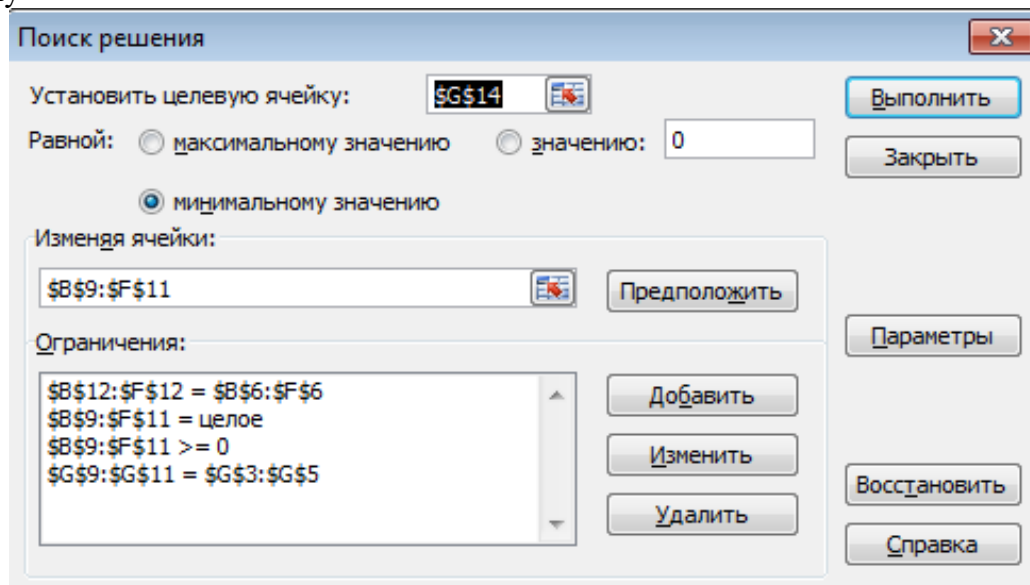 Поиск решения
Установить целевую ячейку: $G$14
Выполнить
Равной: максимальному значению значению: 0
Закрыть
минимальному значению
Изменяя ячейки:
$B$9:$F$11
Предположить
Ограничения:
Параметры
$B$12:$F$12 = $B$6:$F$6
$B$9:$F$11 = целое
$B$9:$F$11 >= 0
$G$9:$G$11 = $G$3:$G$5
Добавить
Изменить
Удалить
Восстановить
Справка